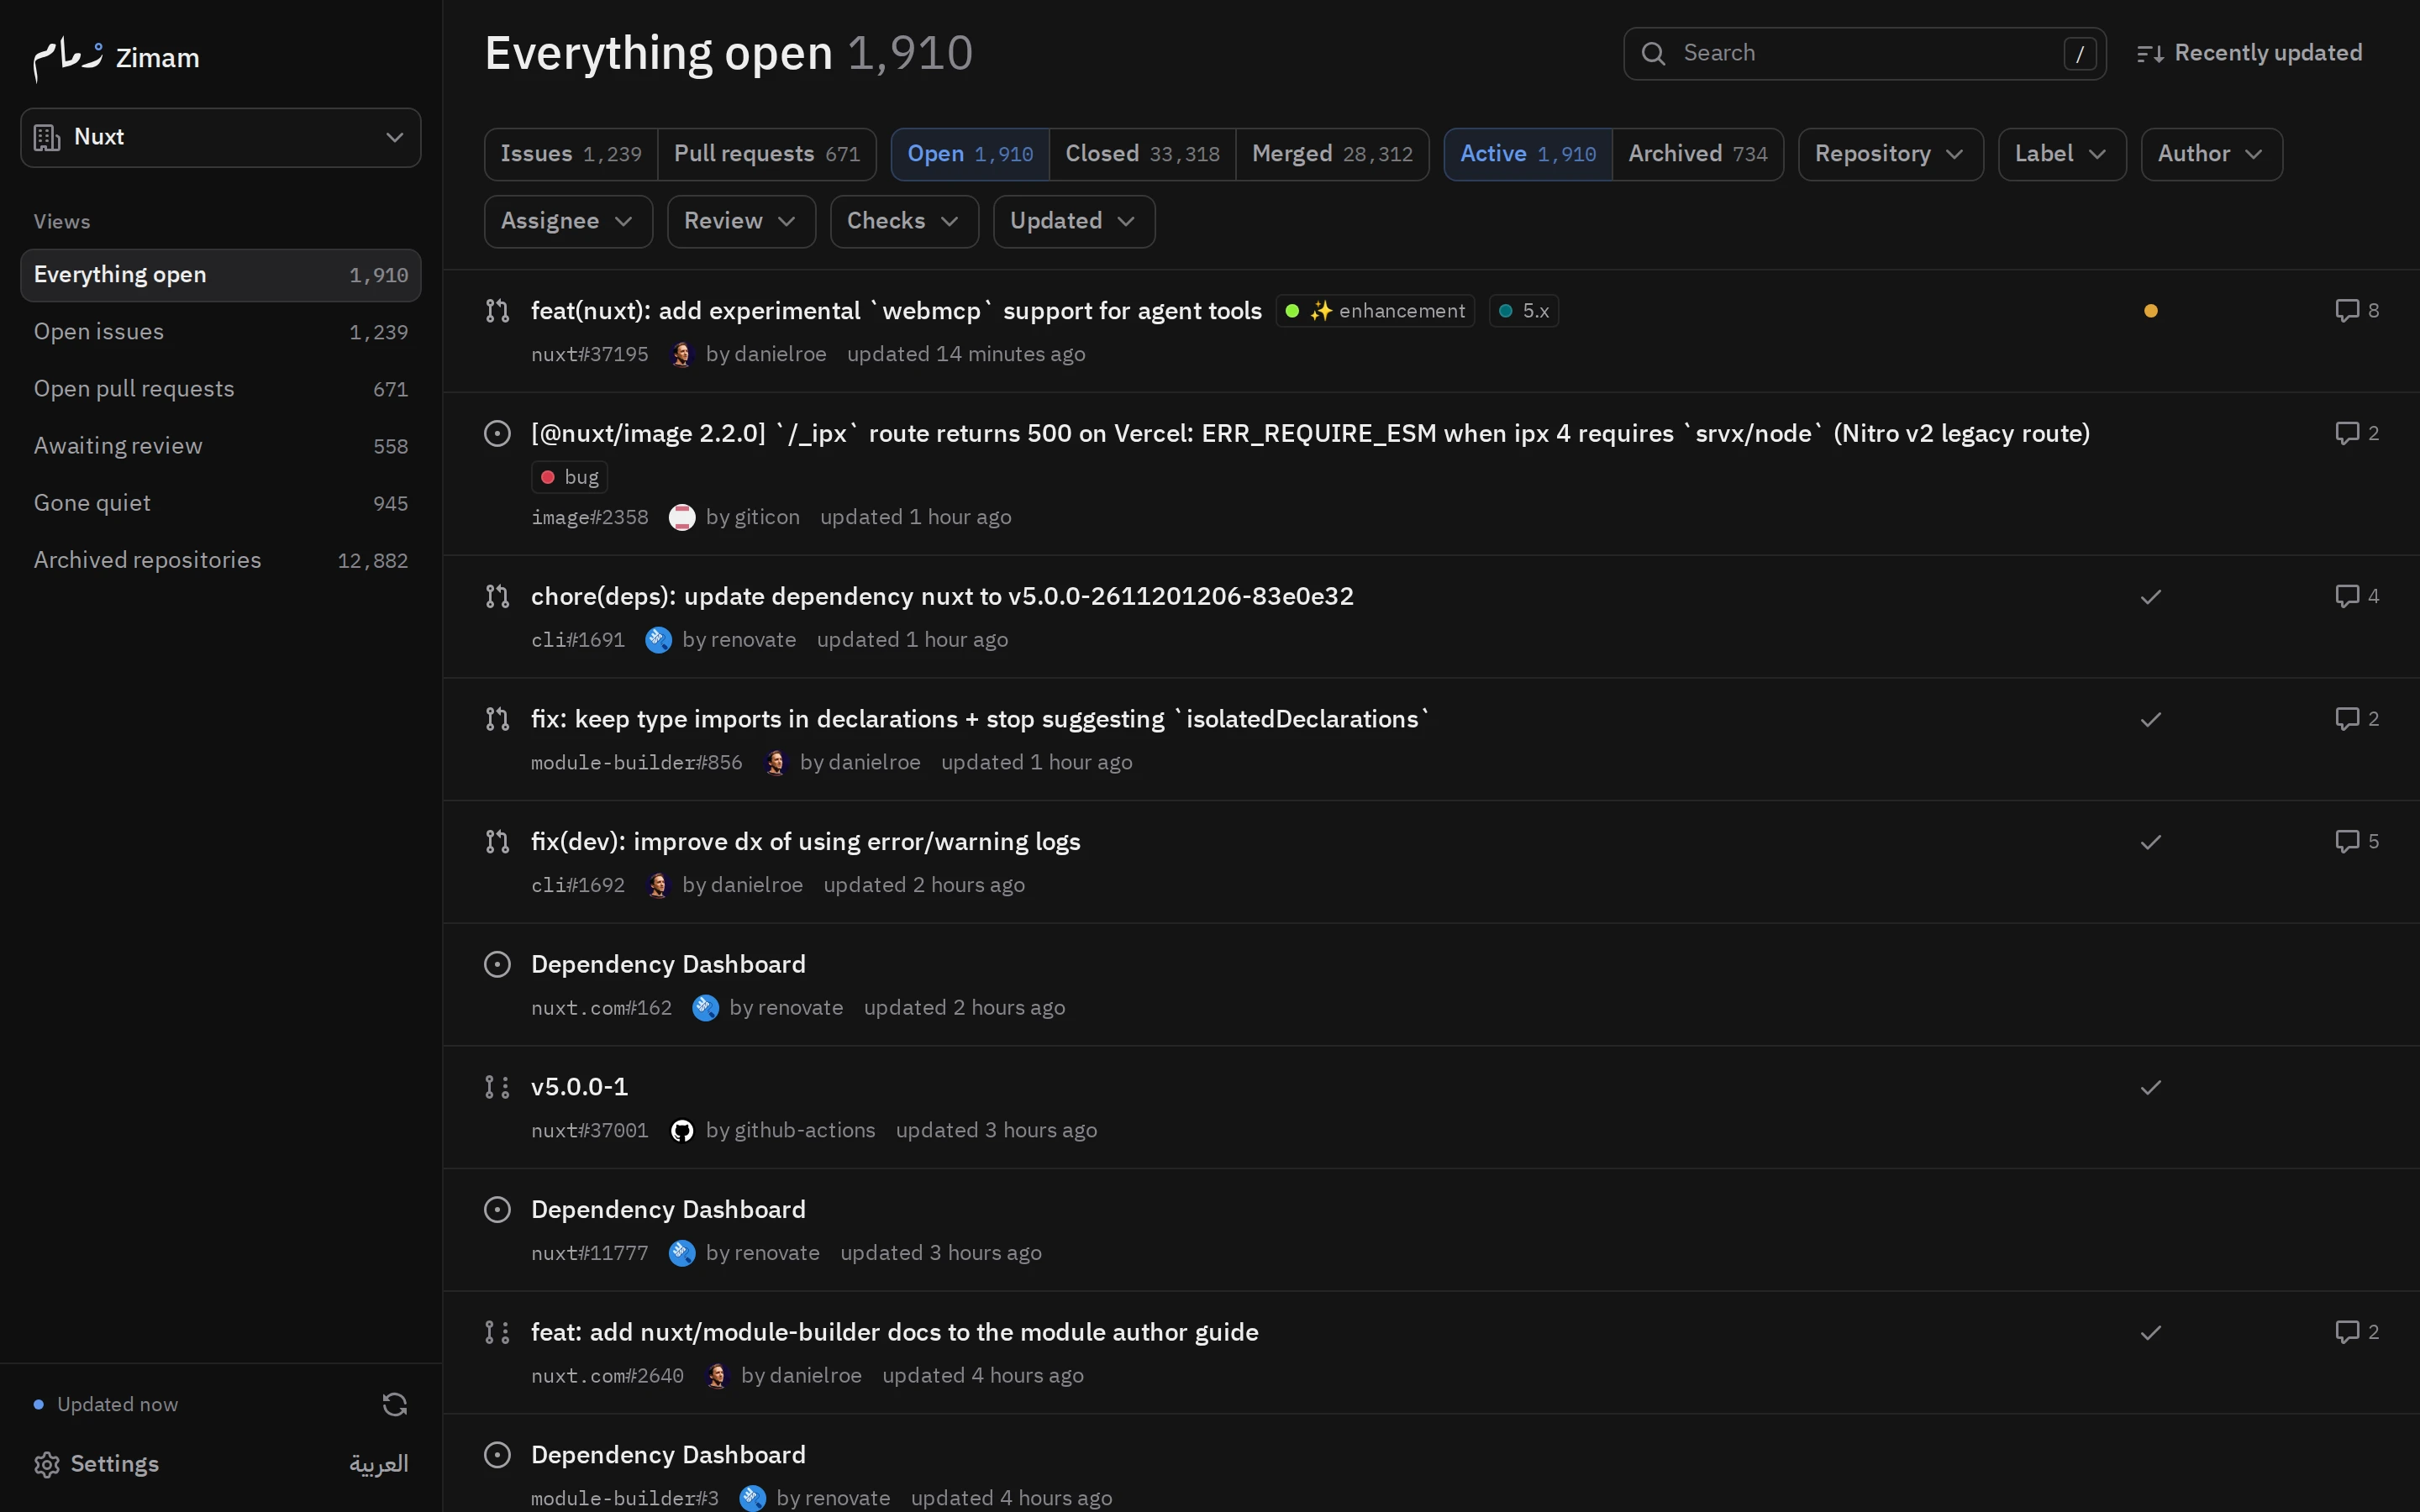 زمام Zimam
Nuxt
Views
Everything open 1,910
Open issues 1,239
Open pull requests 671
Awaiting review 558
Gone quiet 945
Archived repositories 12,882
Updated now
Settings العربية
Everything open 1,910
Search /
Recently updated
Issues 1,239 Pull requests 671 Open 1,910 Closed 33,318 Merged 28,312 Active 1,910 Archived 734 Repository Label Author
Assignee Review Checks Updated
feat(nuxt): add experimental `webmcp` support for agent tools ✨ enhancement 5.x 8
nuxt#37195 by danielroe updated 14 minutes ago
[@nuxt/image 2.2.0] `/_ipx` route returns 500 on Vercel: ERR_REQUIRE_ESM when ipx 4 requires `srvx/node` (Nitro v2 legacy route) 2
bug
image#2358 by giticon updated 1 hour ago
chore(deps): update dependency nuxt to v5.0.0-2611201206-83e0e32 4
cli#1691 by renovate updated 1 hour ago
fix: keep type imports in declarations + stop suggesting `isolatedDeclarations` 2
module-builder#856 by danielroe updated 1 hour ago
fix(dev): improve dx of using error/warning logs 5
cli#1692 by danielroe updated 2 hours ago
Dependency Dashboard
nuxt.com#162 by renovate updated 2 hours ago
v5.0.0-1
nuxt#37001 by github-actions updated 3 hours ago
Dependency Dashboard
nuxt#11777 by renovate updated 3 hours ago
feat: add nuxt/module-builder docs to the module author guide 2
nuxt.com#2640 by danielroe updated 4 hours ago
Dependency Dashboard
module-builder#3 by renovate updated 4 hours ago